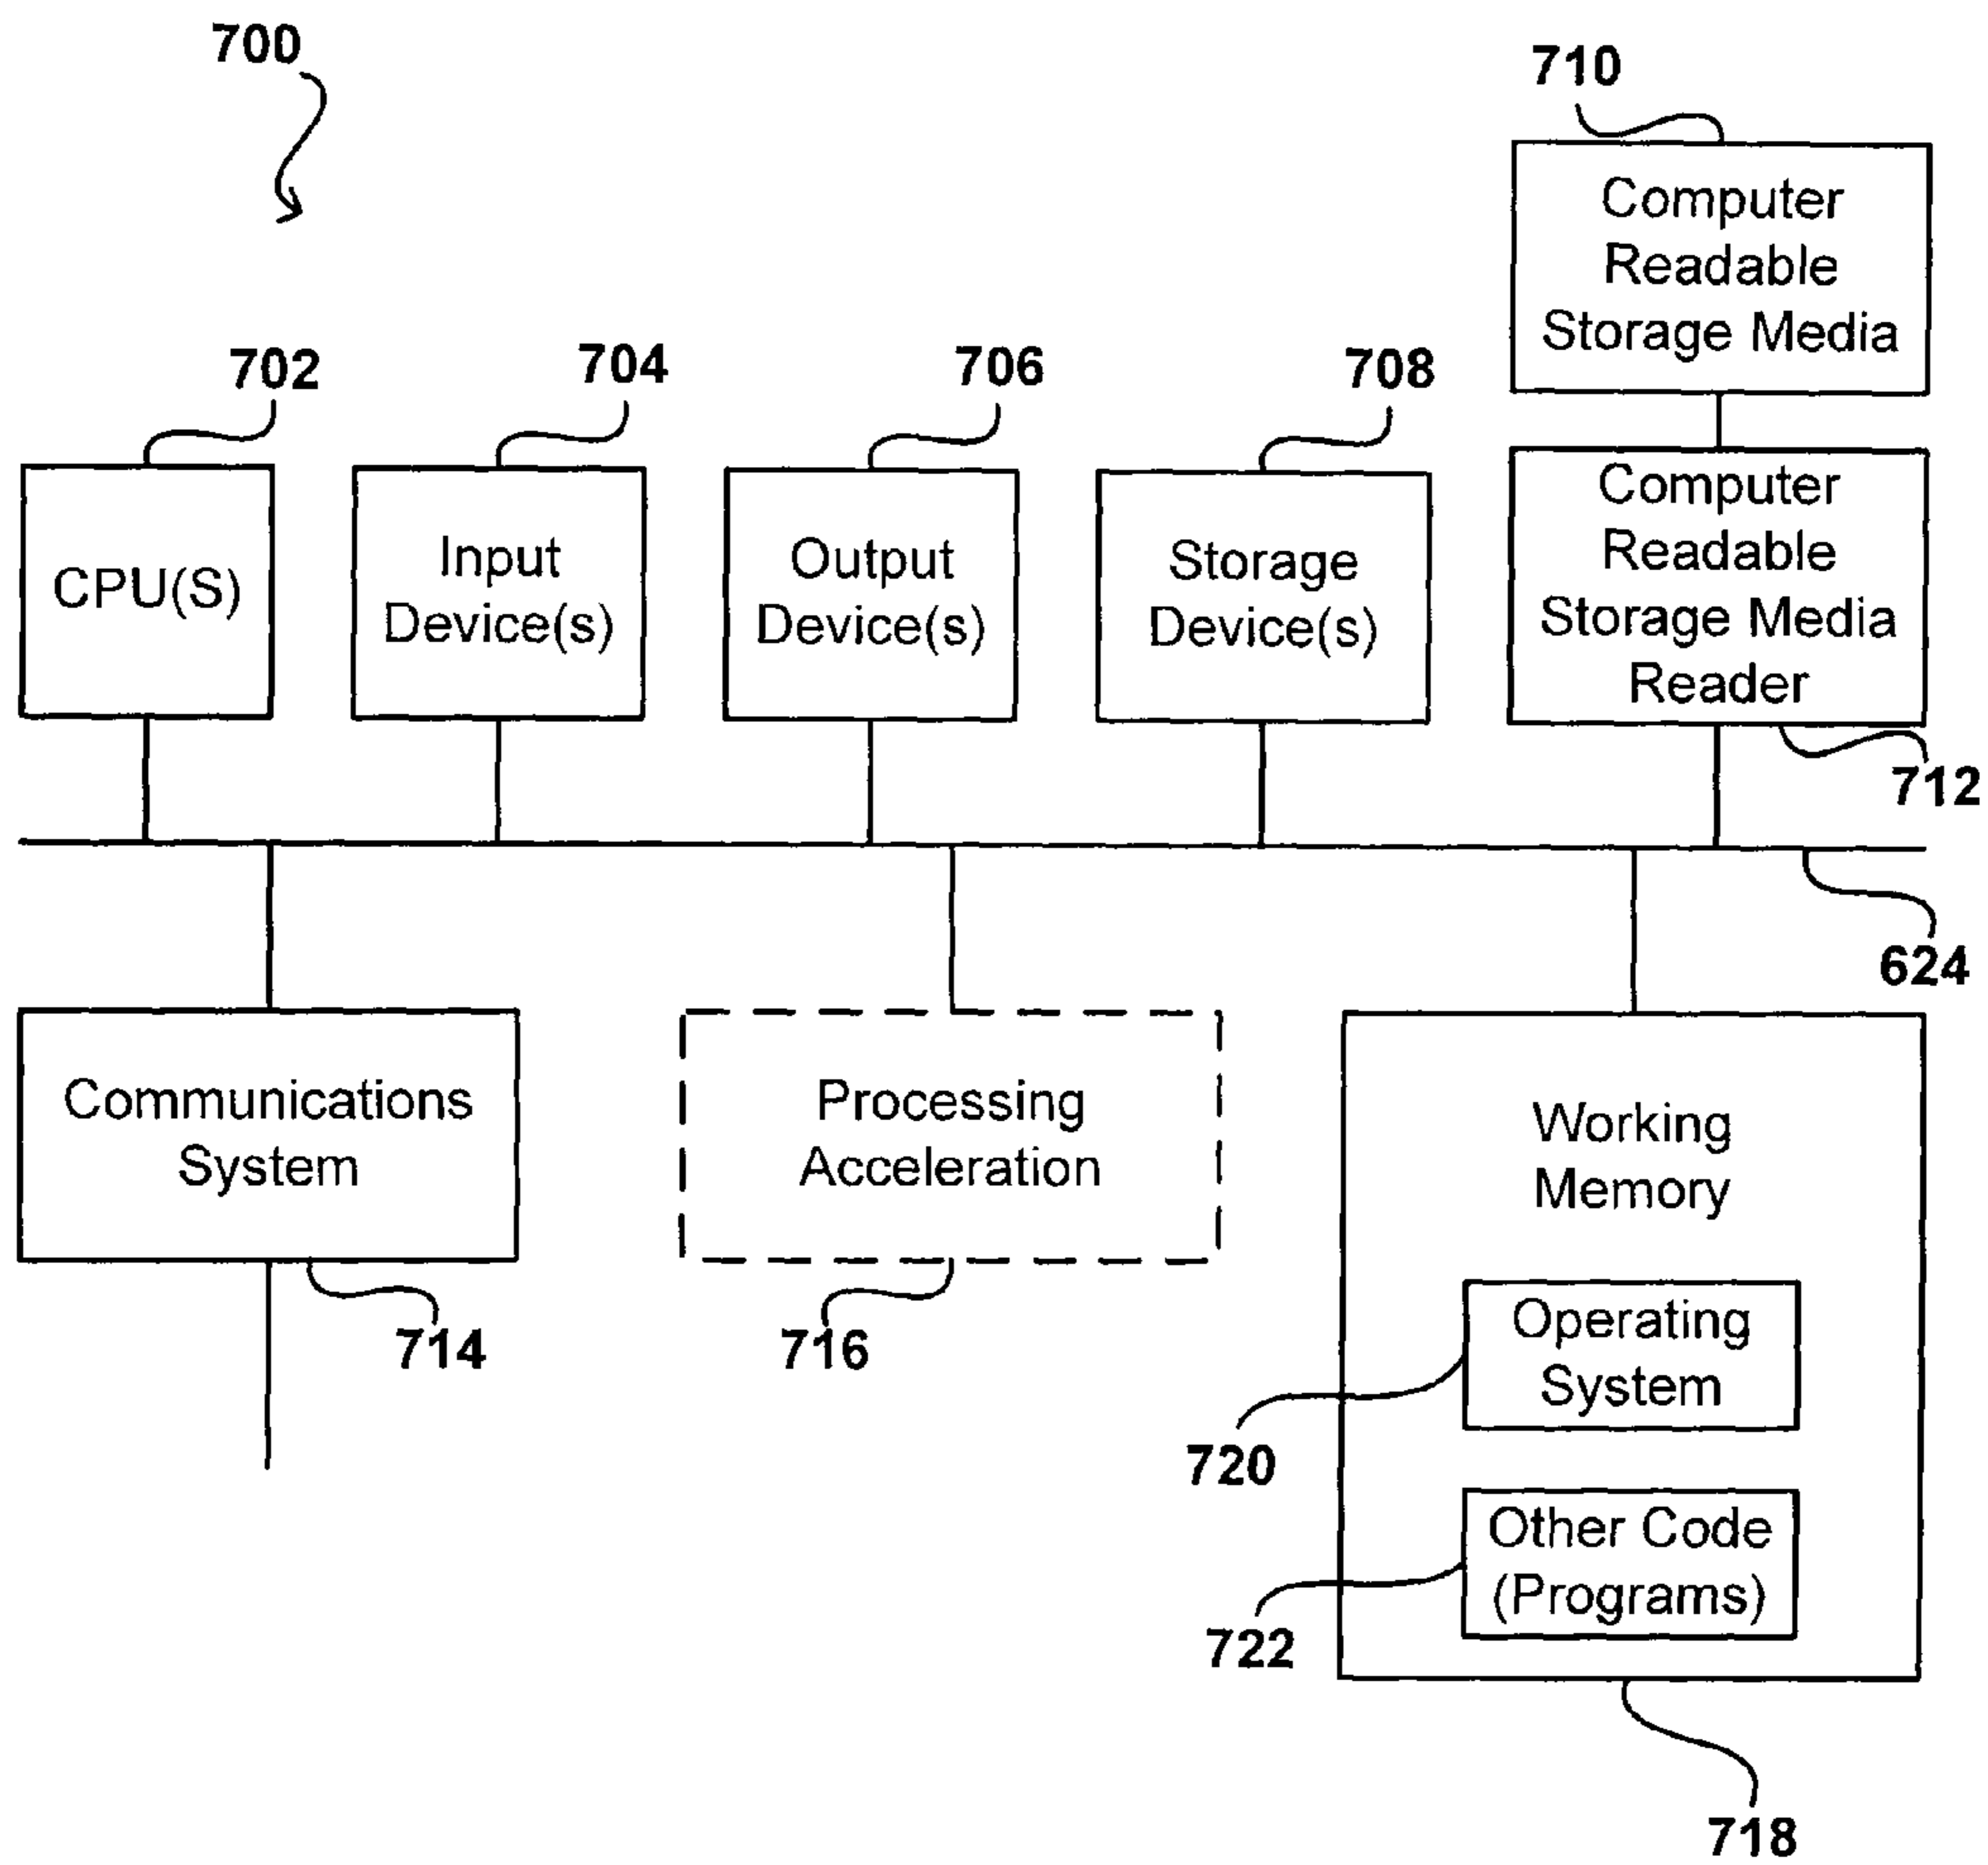 700
710
Computer
Readable
Storage Media
702
704
706
708
CPU(S)
Input
Device(s)
Output
Device(s)
Storage
Device(s)
Computer
Readable
Storage Media
Reader
712
624
Communications
System
714
Processing
Acceleration
716
Working
Memory
Operating
System
720
Other Code
(Programs)
722
718